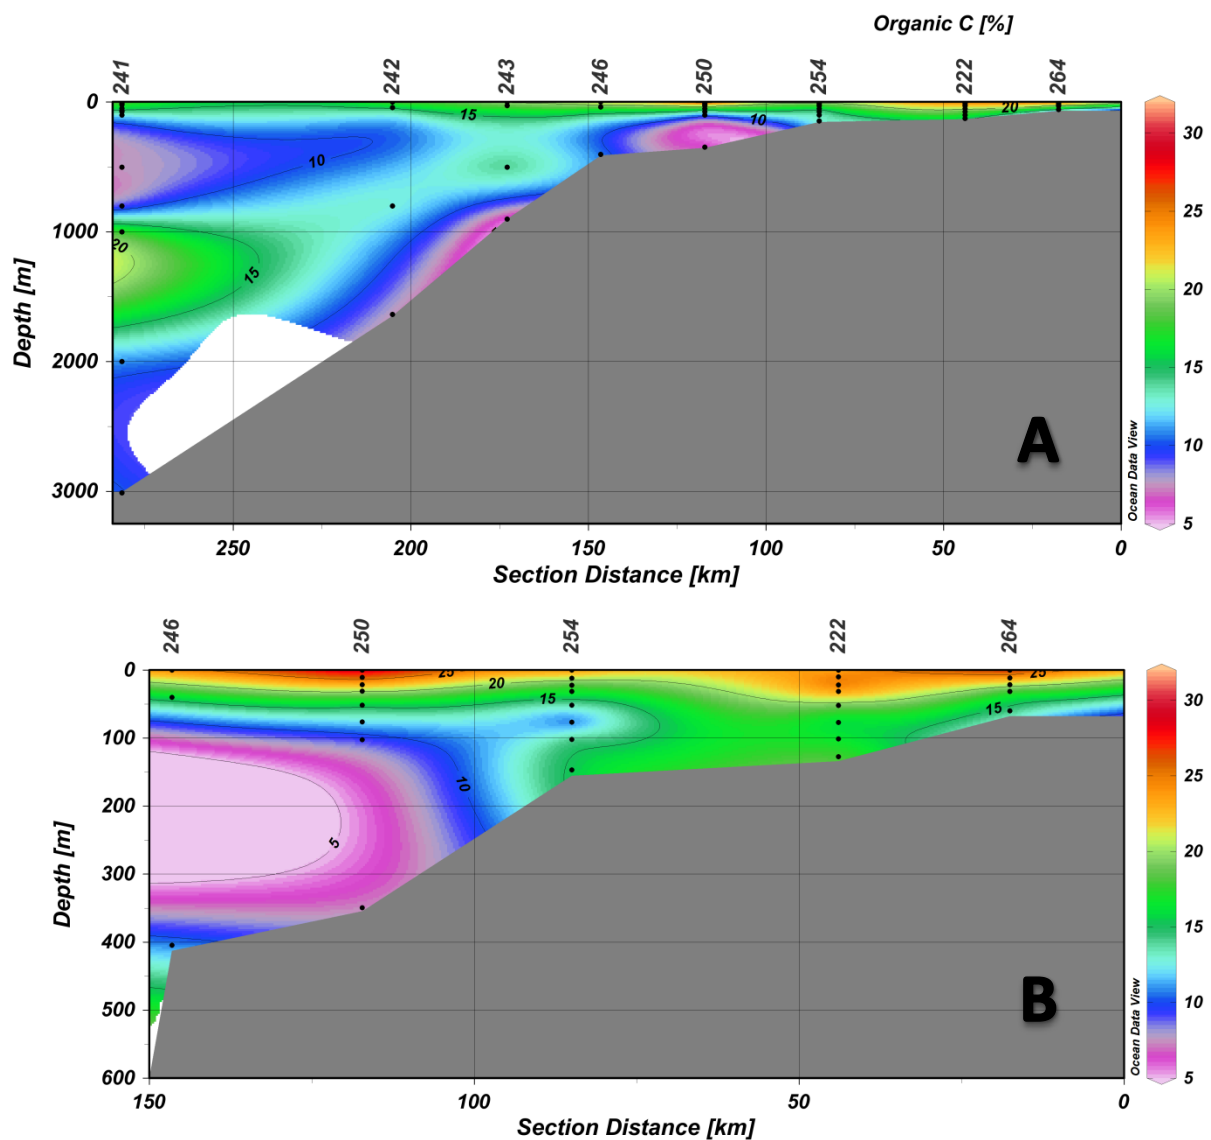 Organic C [%]
241 242 243 246 250 254 222 264
0
1000
2000
3000
Depth [m]
15
10
20
15
10
20
A
Ocean Data View
30
25
20
15
10
5
250 200 150 100 50 0
Section Distance [km]
246 250 254 222 264
0
100
200
300
400
500
600
Depth [m]
25
20
15
10
5
15
25
B
Ocean Data View
30
25
20
15
10
5
150 100 50 0
Section Distance [km]